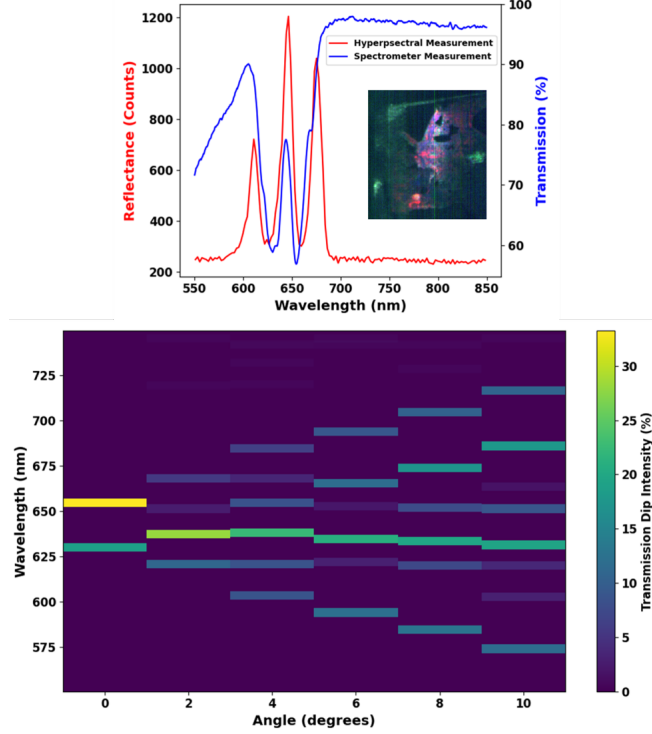 1200
1000
800
600
400
200
Reflectance (Counts)
100
90
80
70
60
Transmission (%)
Hyperpsectral Measurement
Spectrometer Measurement
550 600 650 700 750 800 850
Wavelength (nm)
725
700
675
650
625
600
575
Wavelength (nm)
0 2 4 6 8 10
Angle (degrees)
30
25
20
15
10
5
0
Transmission Dip Intensity (%)